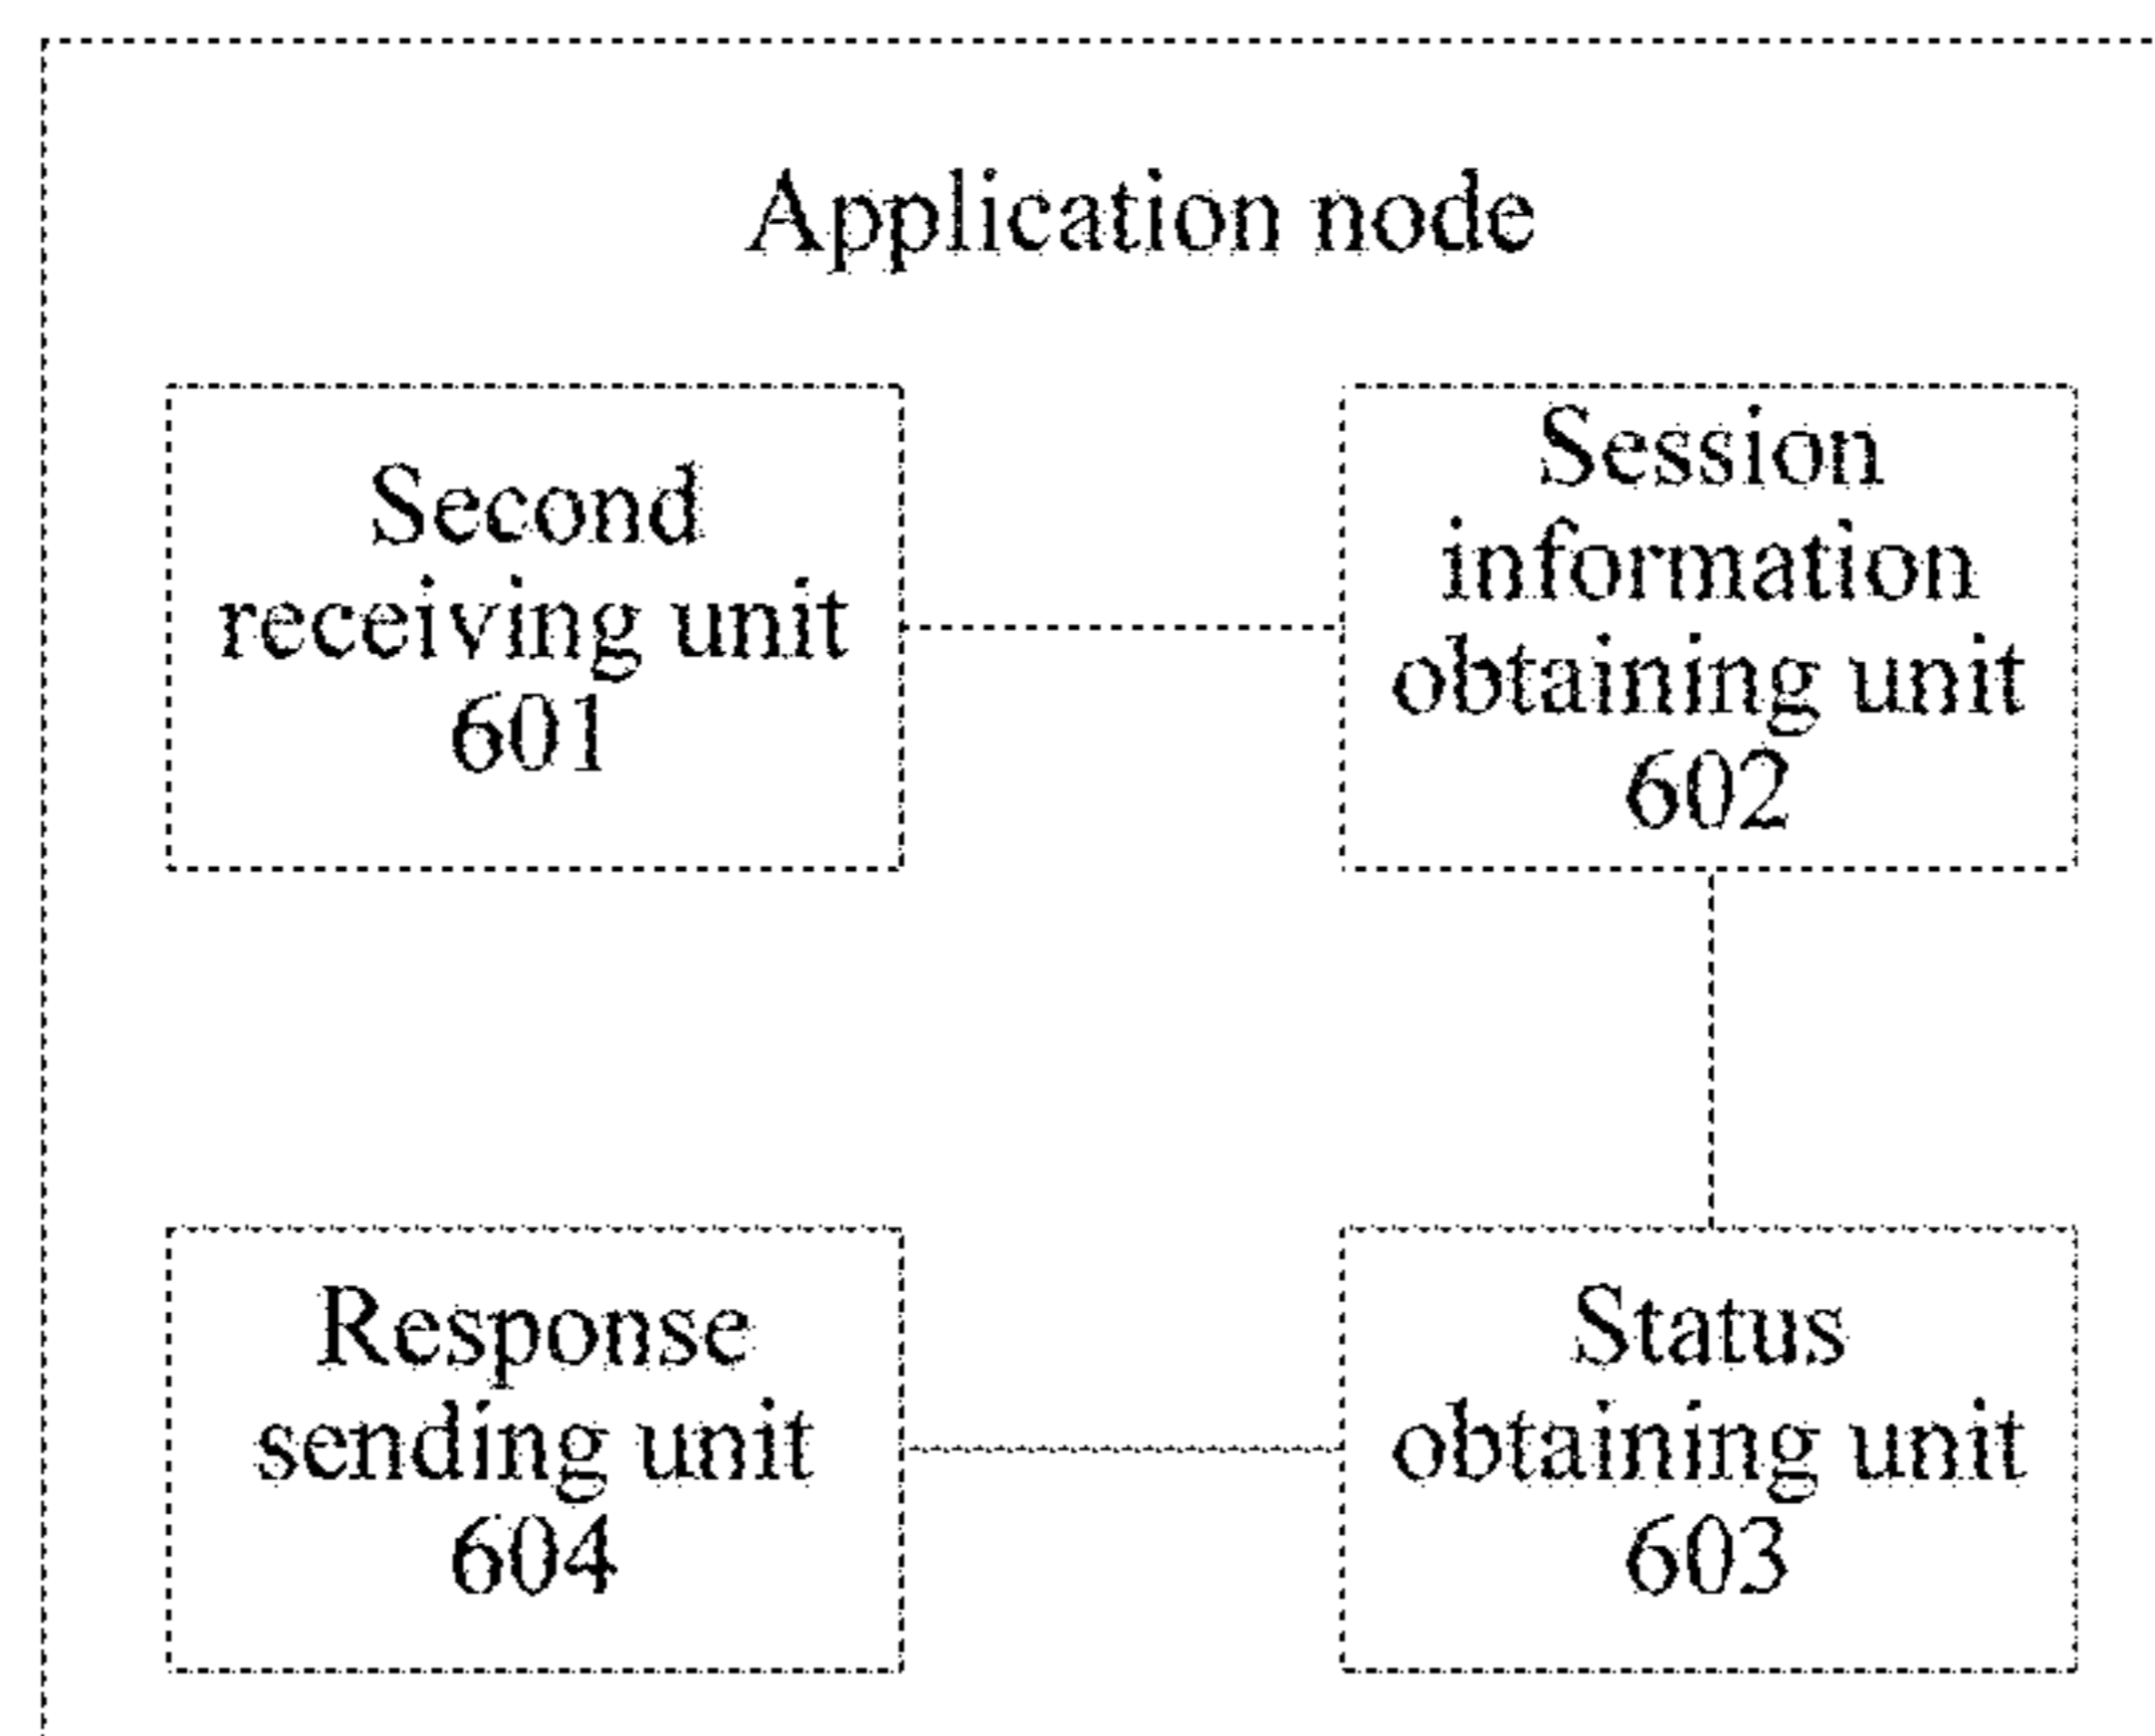 Application node
Second
receiving unit
601
Session
information
obtaining unit
602
Response
sending unit
604
Status
obtaining unit
603